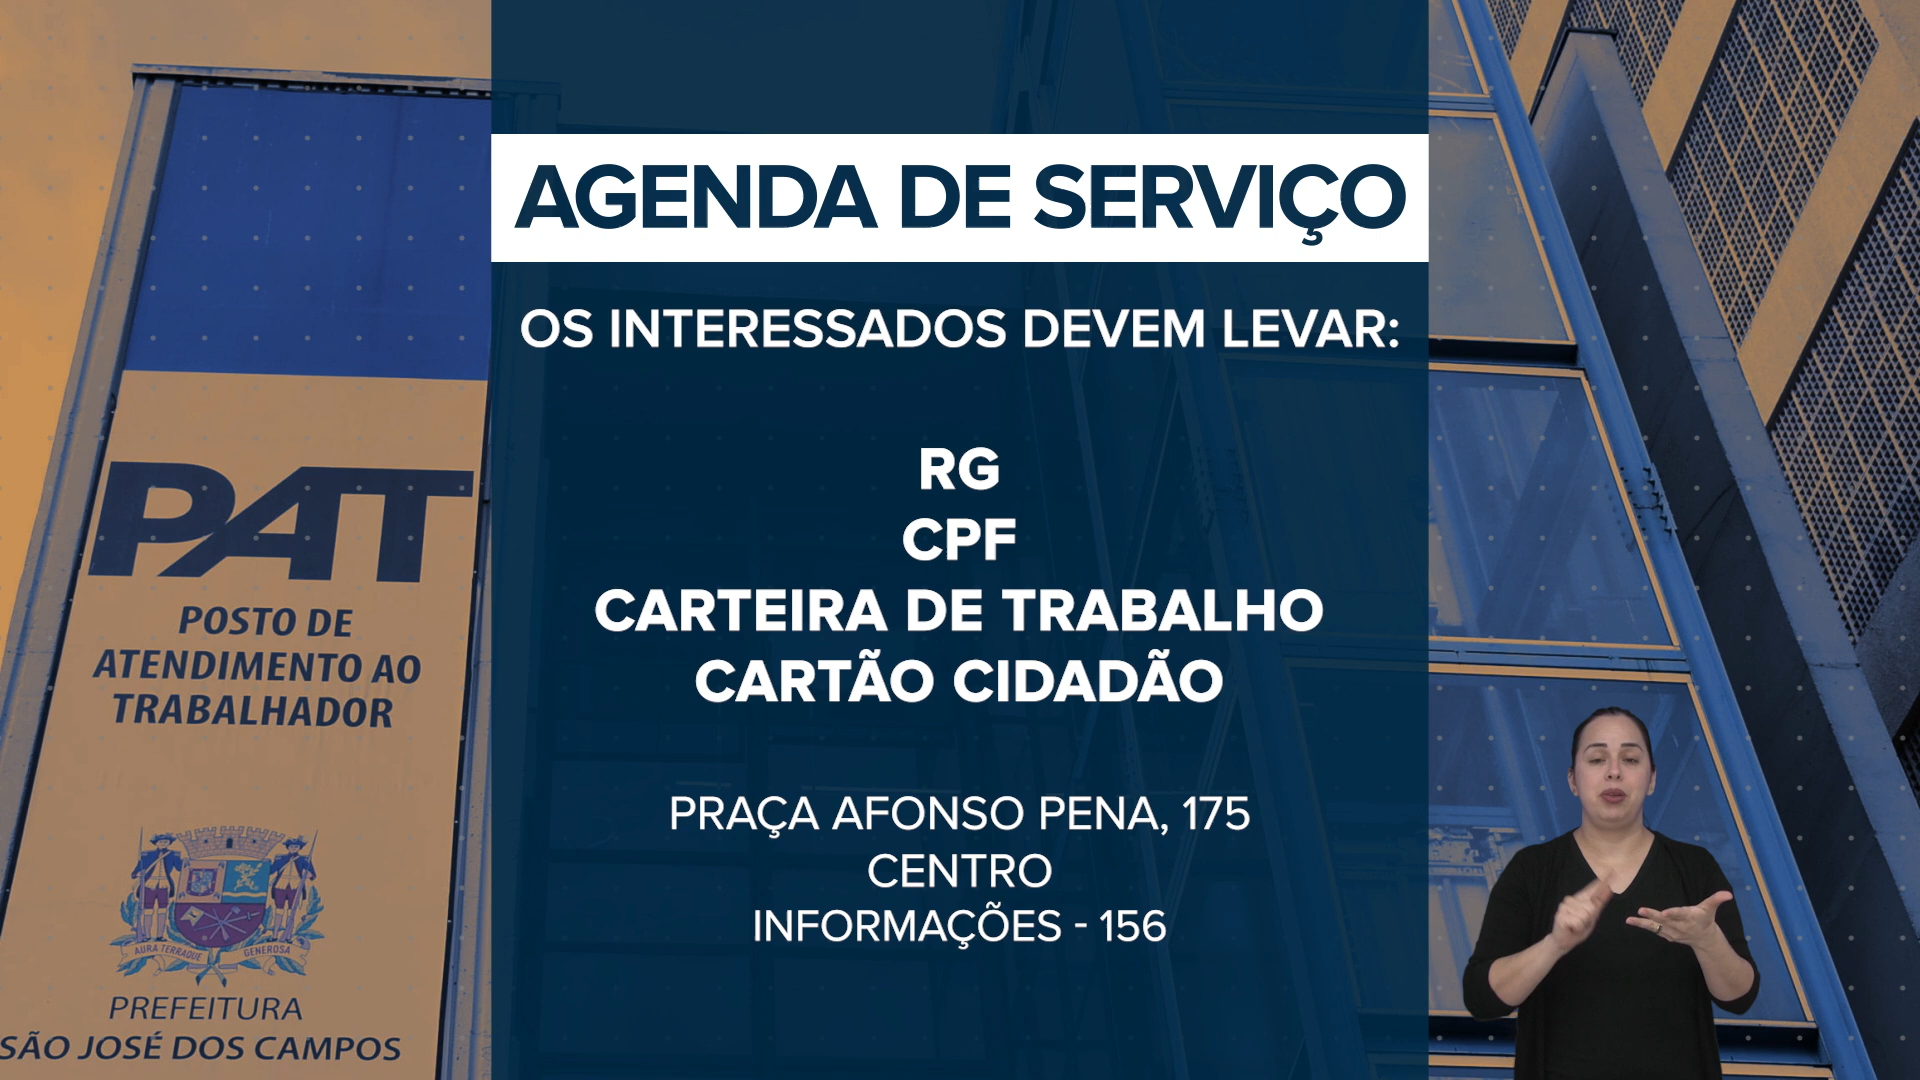 AGENDA DE SERVIÇO
OS INTERESSADOS DEVEM LEVAR:
RG
CPF
CARTEIRA DE TRABALHO
CARTÃO CIDADÃO
PRAÇA AFONSO PENA, 175
CENTRO
INFORMAÇÕES - 156
PAT
POSTO DE
ATENDIMENTO AO
TRABALHADOR
AURA TERRAQUE GENEROSA
PREFEITURA
SÃO JOSÉ DOS CAMPOS